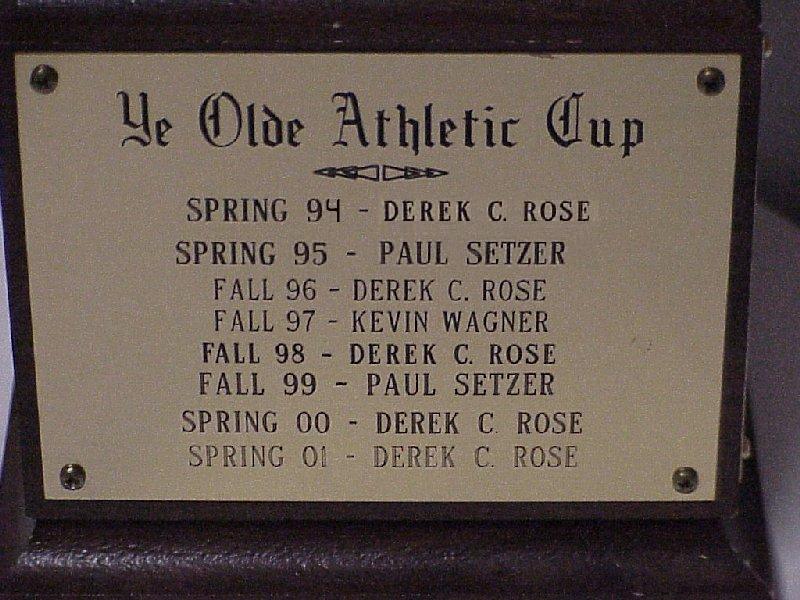 Ye Olde Athletic Cup
SPRING 94 - DEREK C. ROSE
SPRING 95 - PAUL SETZER
FALL 96 - DEREK C. ROSE
FALL 97 - KEVIN WAGNER
FALL 98 - DEREK C. ROSE
FALL 99 - PAUL SETZER
SPRING 00 - DEREK C. ROSE
SPRING 01 - DEREK C. ROSE